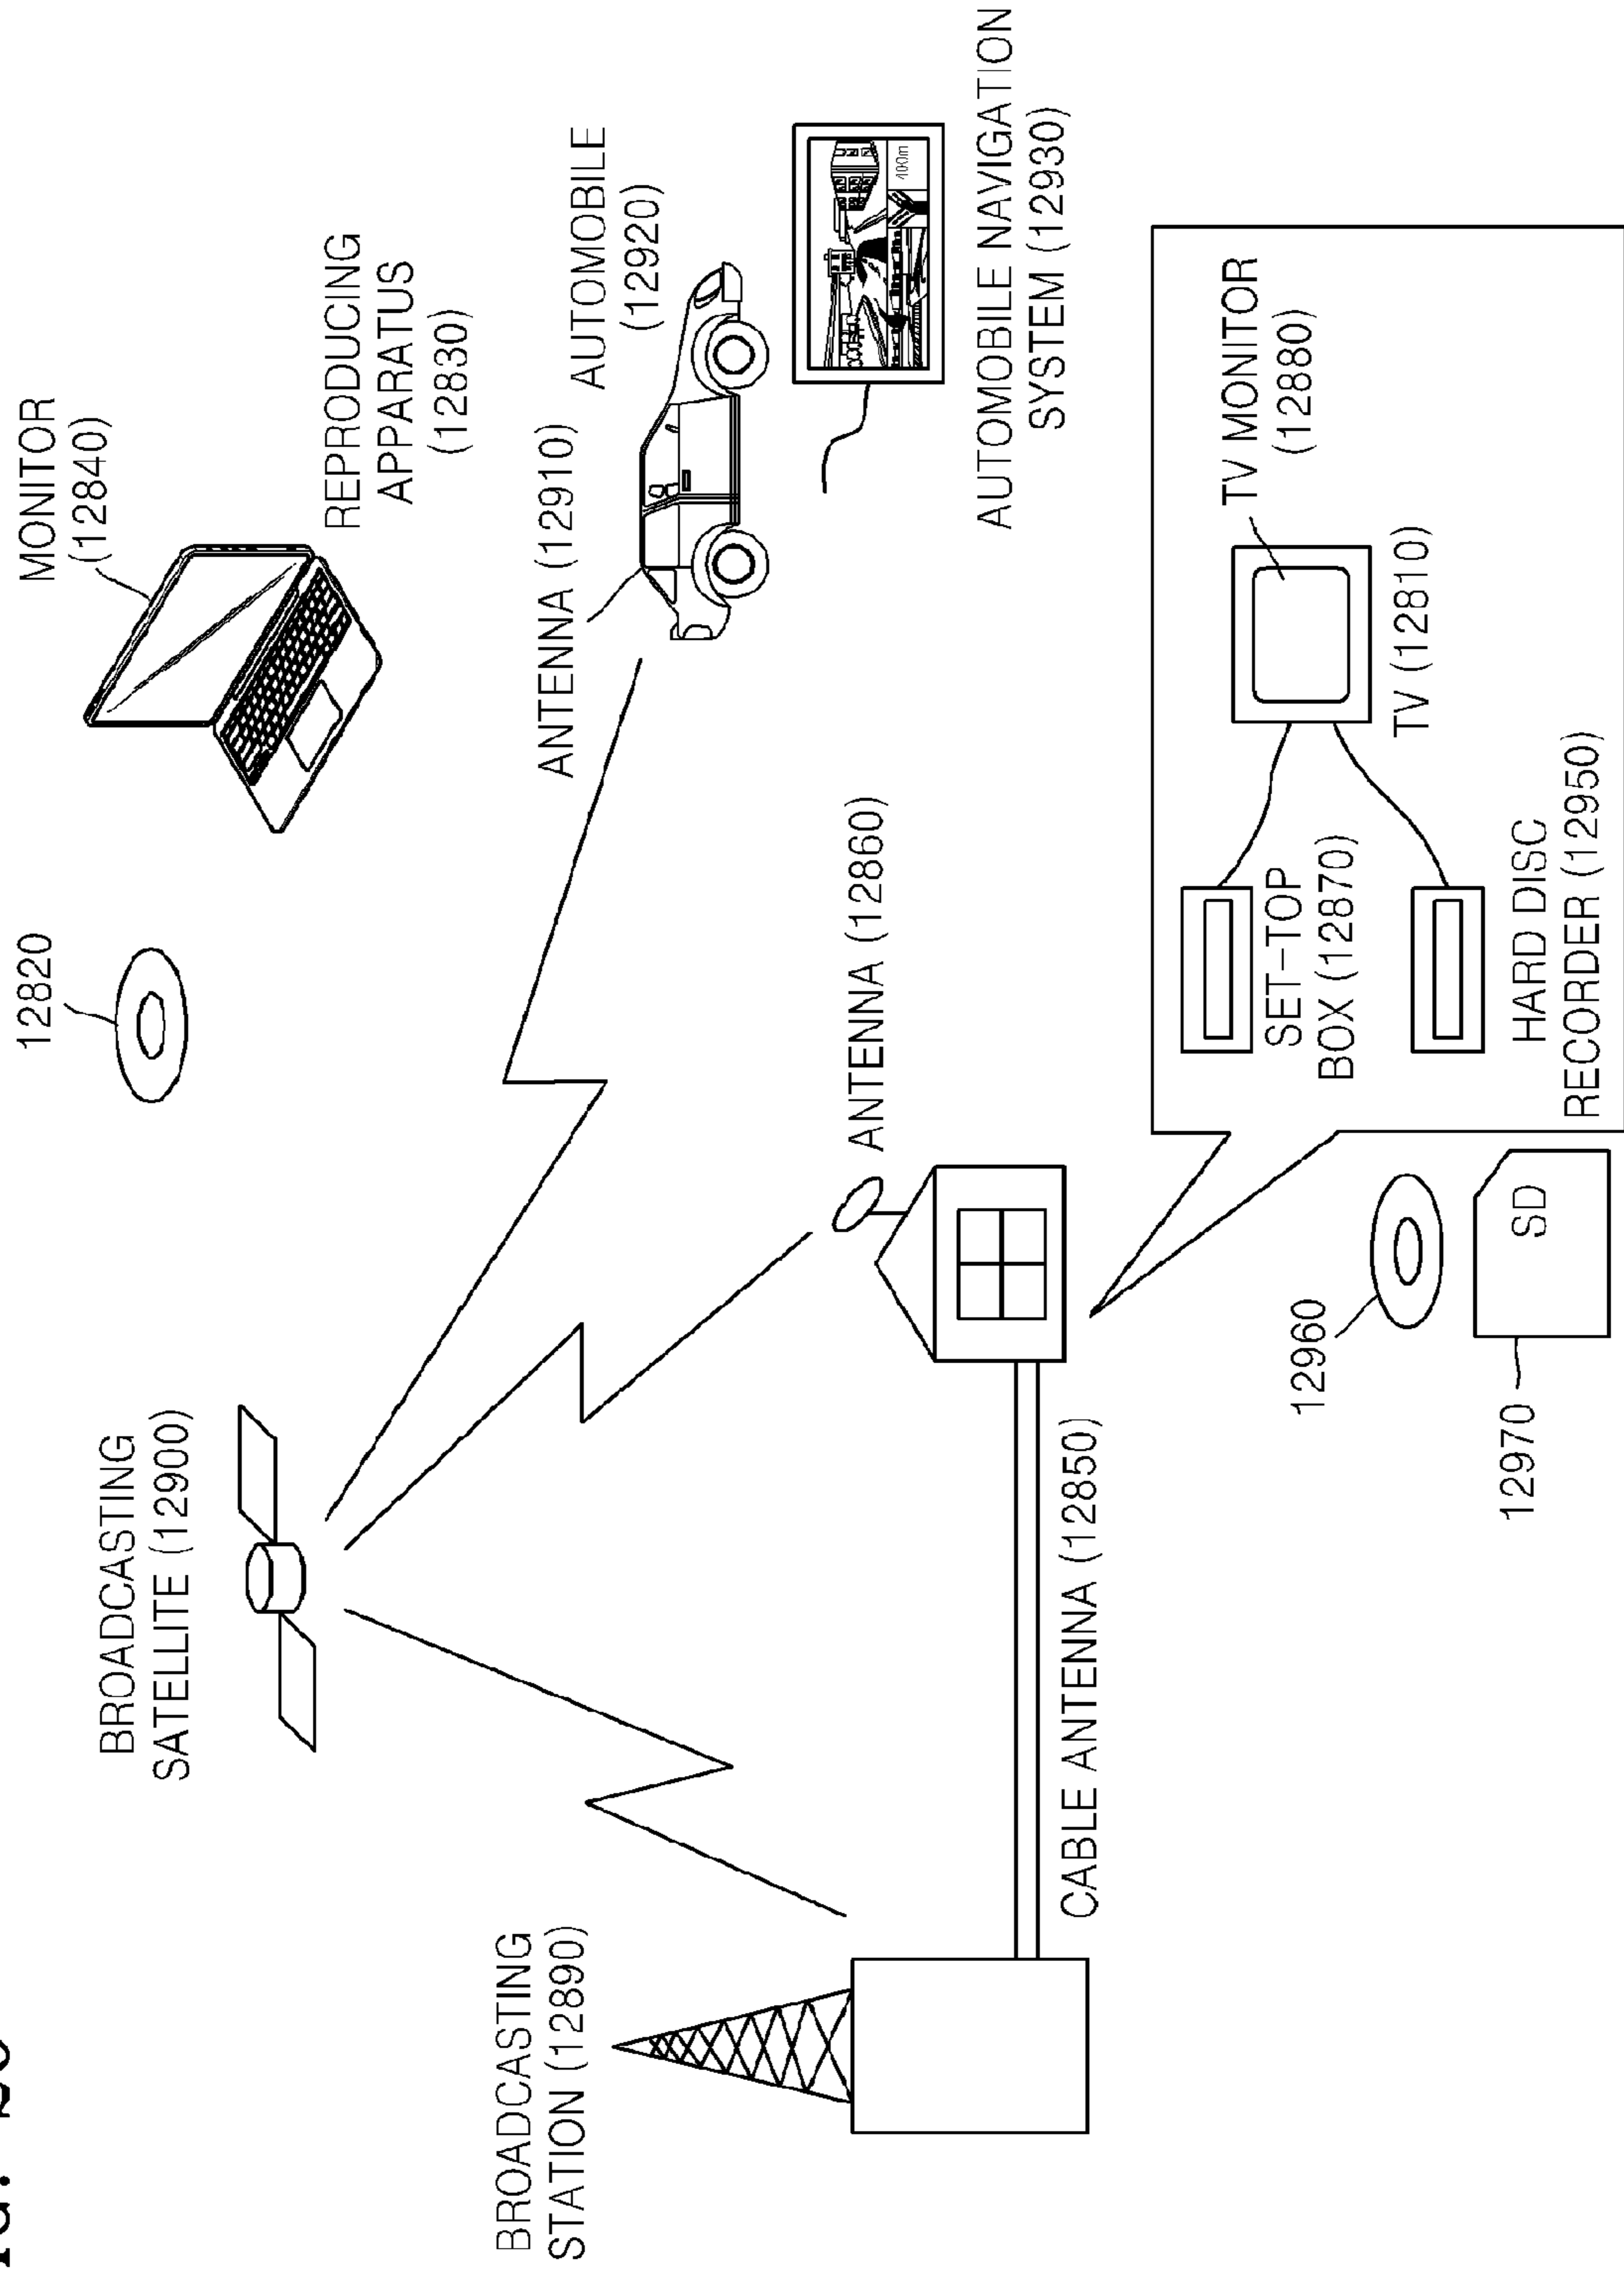 12820
MONITOR
(12840)
REPRODUCING
APPARATUS
(12830)
BROADCASTING
SATELLITE (12900)
ANTENNA (12910)
AUTOMOBILE
(12920)
400m
AUTOMOBILE NAVIGATION
SYSTEM (12930)
BROADCASTING
STATION (12890)
ANTENNA (12860)
CABLE ANTENNA (12850)
TV MONITOR
(12880)
SET-TOP
BOX (12870)
TV (12810)
HARD DISC
RECORDER (12950)
12960
12970
SD